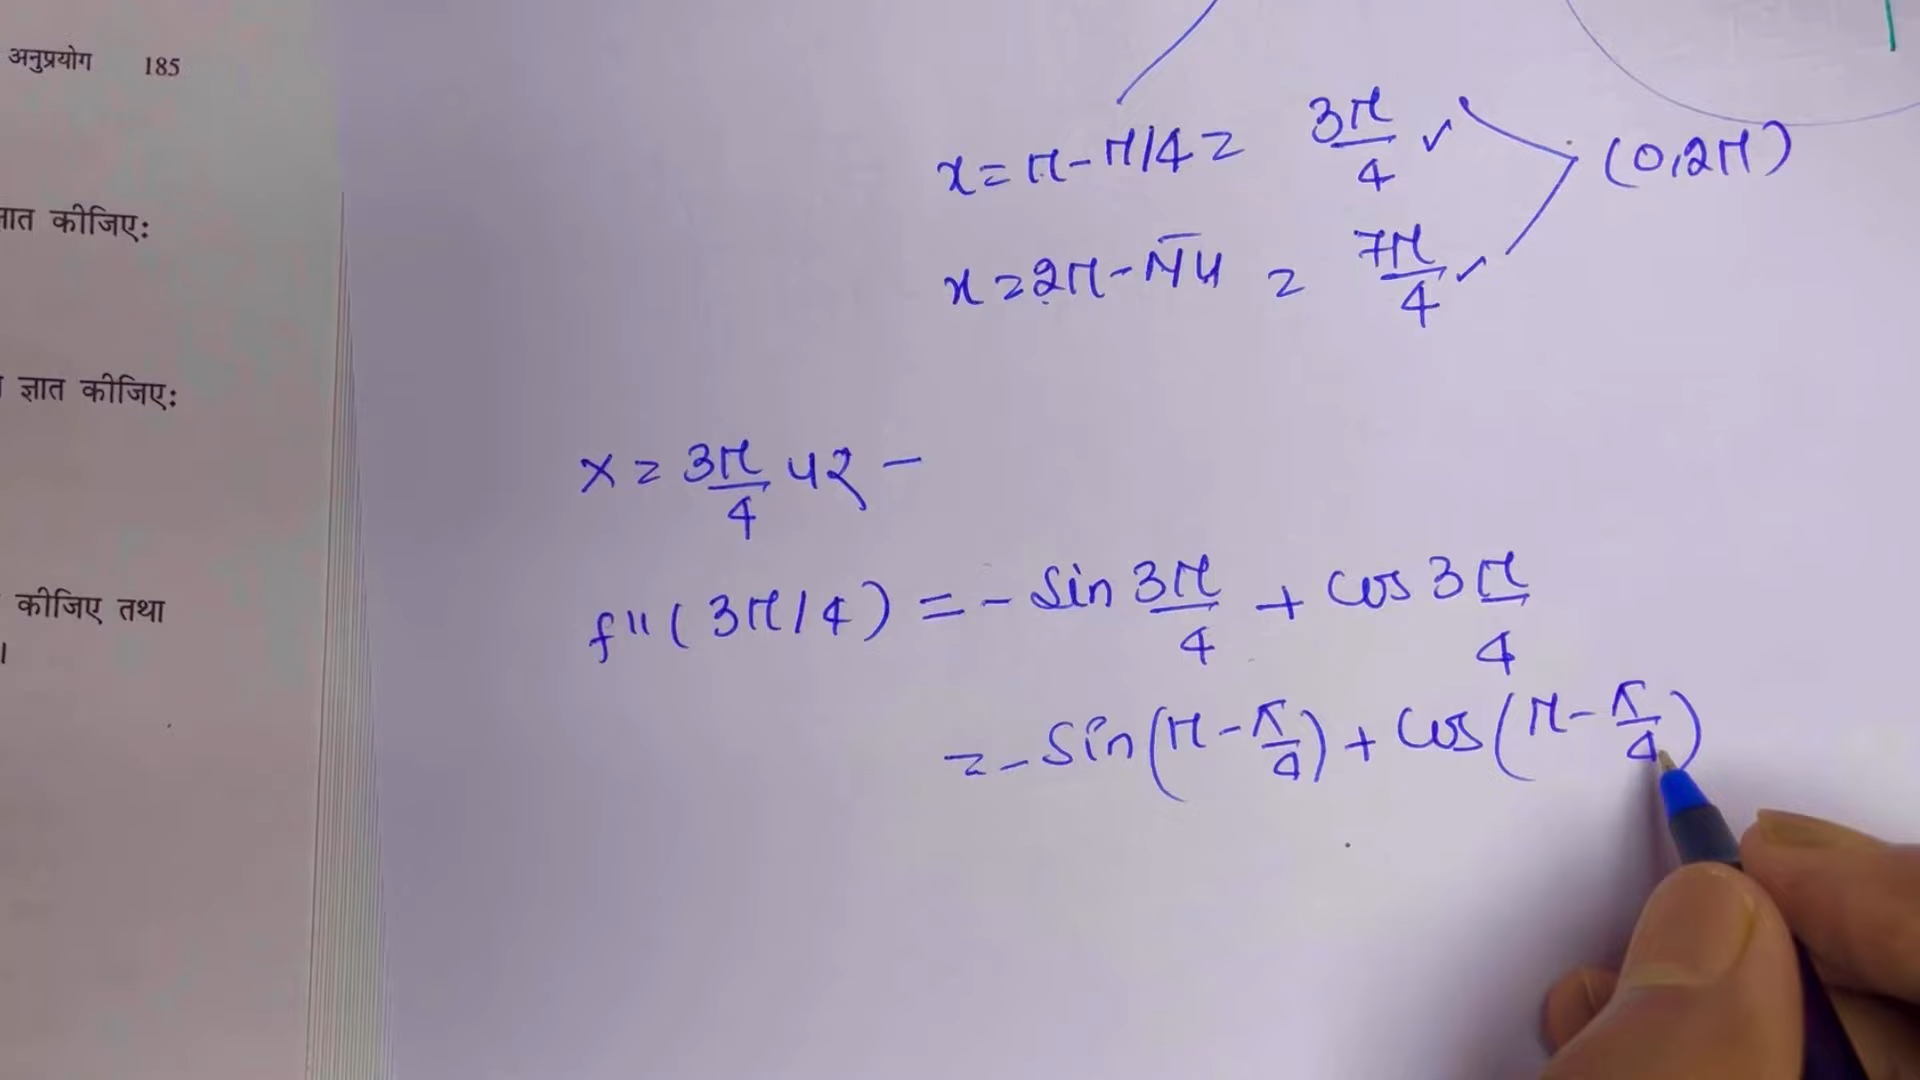 अनुप्रयोग 185
कीजिए:
ज्ञात कीजिए:
कीजिए तथा
।
x = π - π/4 = 3π/4 ✓
(0,2π)
x = 2π - π/4 = 7π/4 ✓
x = 3π/4 पर -
f"(3π/4) = - Sin 3π/4 + cos 3π/4
= - Sin(π - π/4) + cos(π - π/4)